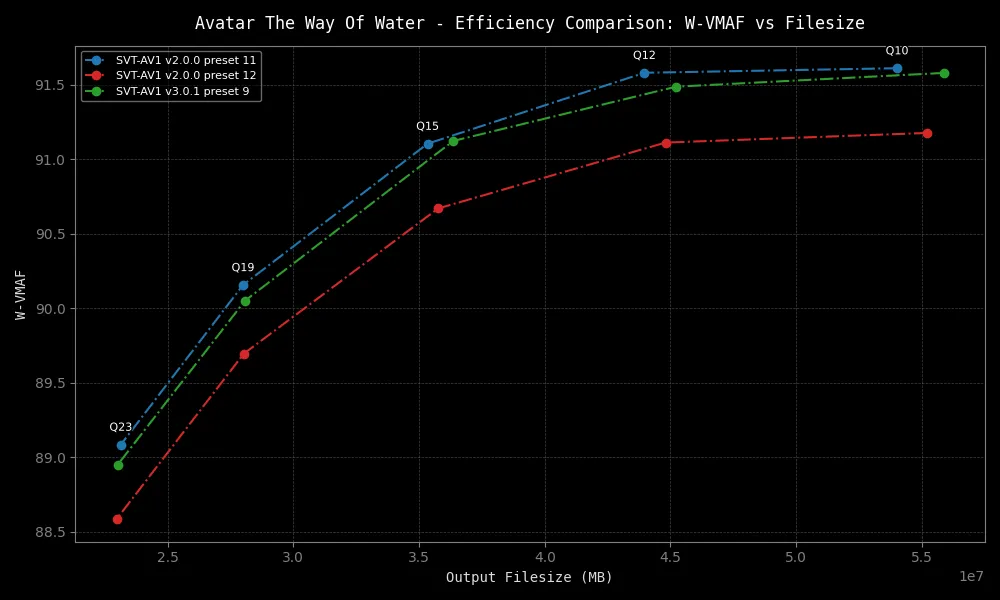 Avatar The Way Of Water - Efficiency Comparison: W-VMAF vs Filesize
SVT-AV1 v2.0.0 preset 11
SVT-AV1 v2.0.0 preset 12
SVT-AV1 v3.0.1 preset 9
Q12
Q10
Q15
Q19
Q23
W-VMAF
91.5
91.0
90.5
90.0
89.5
89.0
88.5
2.5 3.0 3.5 4.0 4.5 5.0 5.5
1e7
Output Filesize (MB)